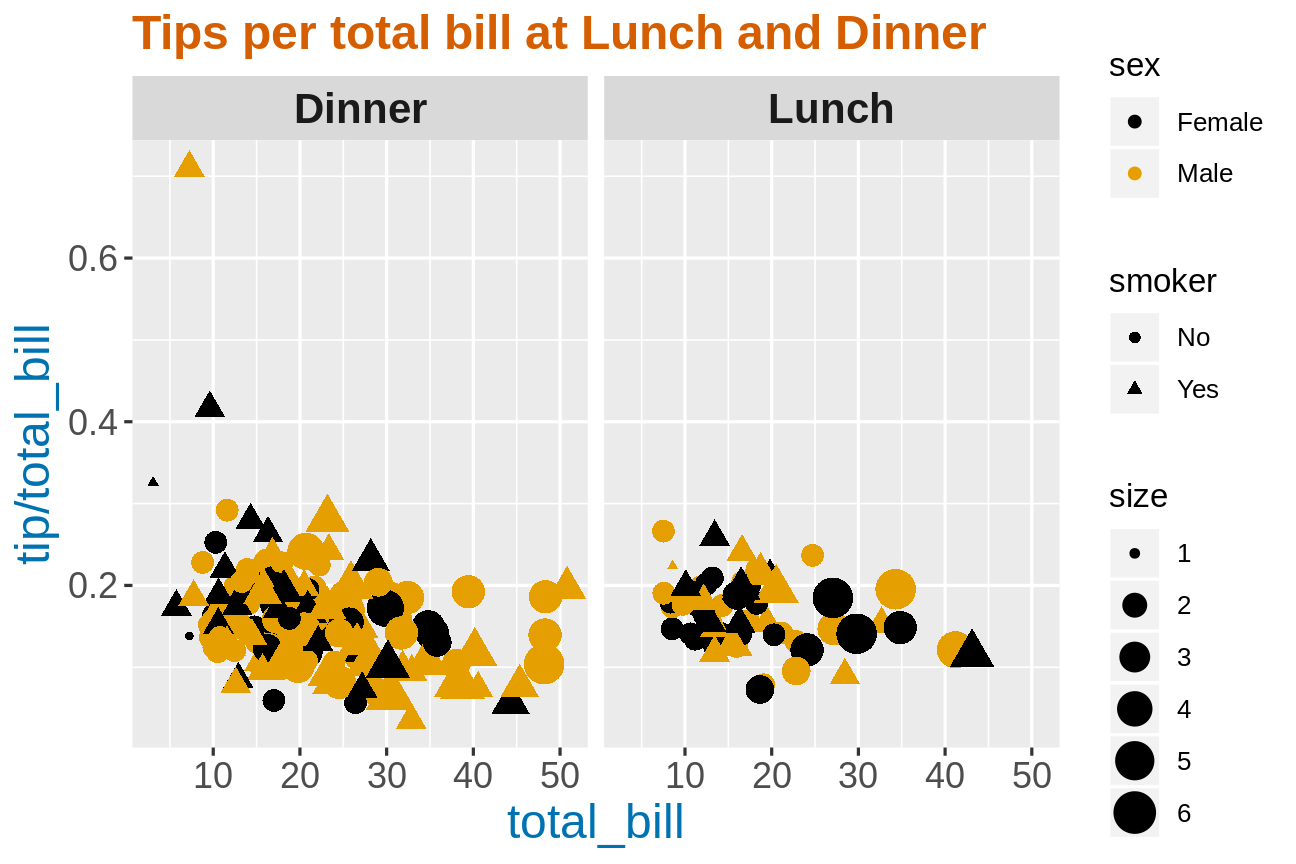 Tips per total bill at Lunch and Dinner
Dinner
Lunch
tip/total_bill
0.6
0.4
0.2
10 20 30 40 50
10 20 30 40 50
total_bill
sex
Female
Male
smoker
No
Yes
size
1
2
3
4
5
6